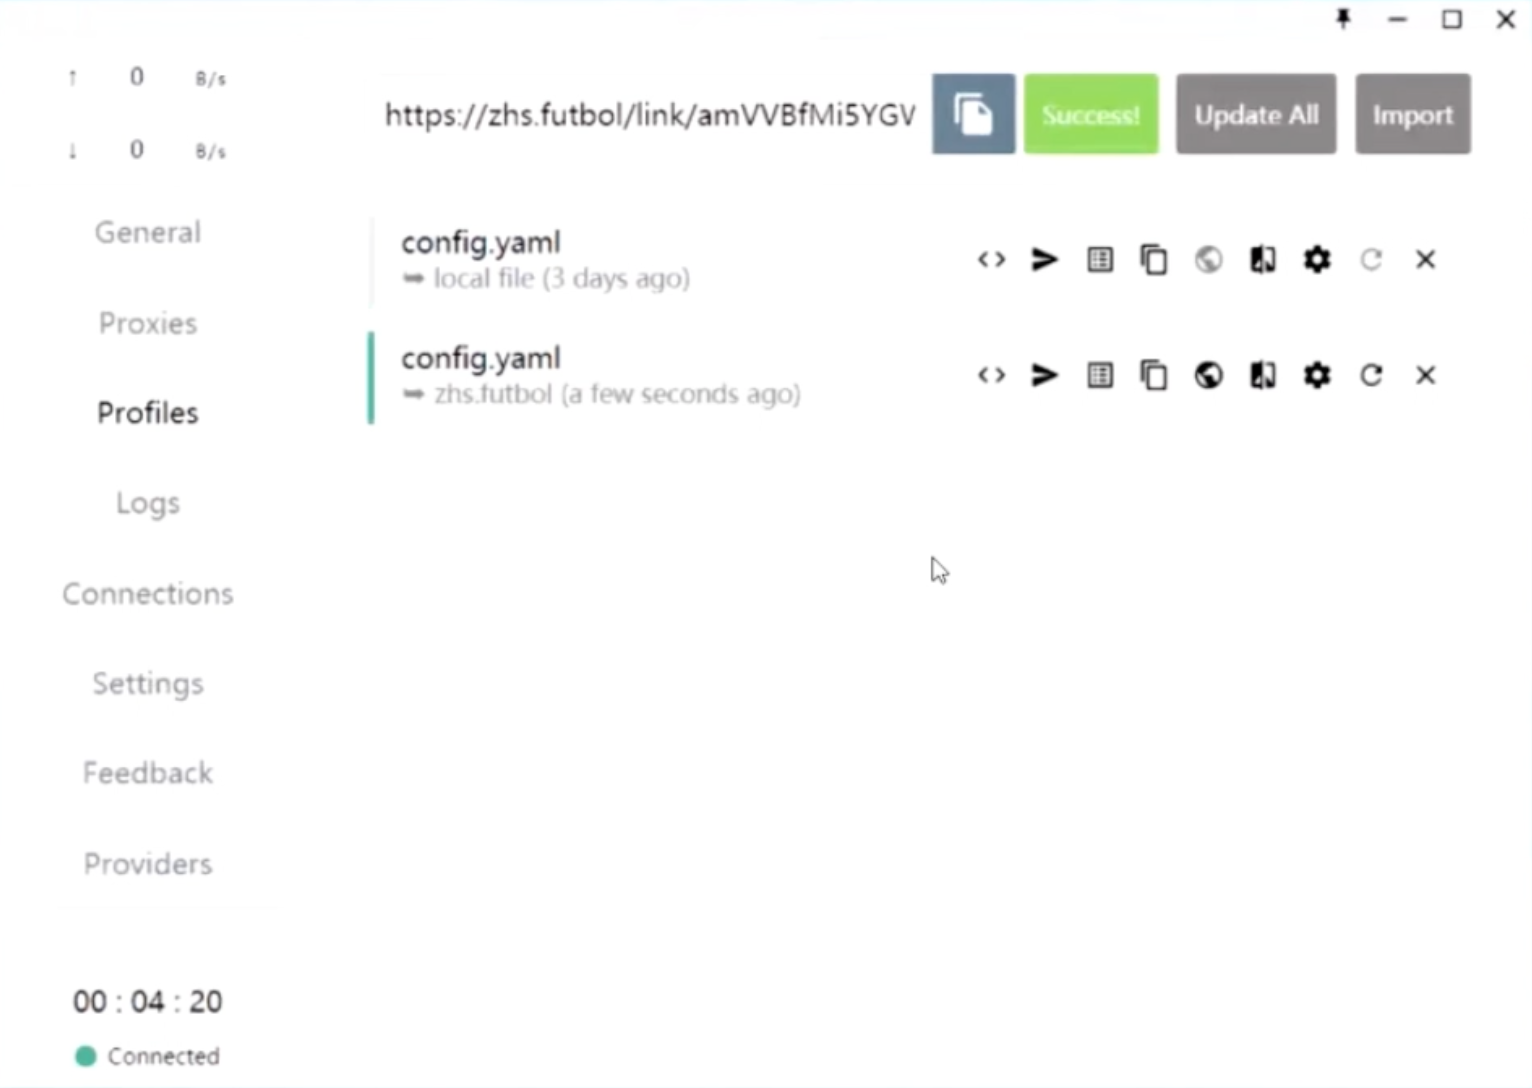 ↑ 0 B/s
↓ 0 B/s
https://zhs.futbol/link/amVVBfMi5YGV
Success!
Update All
Import
General
Proxies
Profiles
Logs
Connections
Settings
Feedback
Providers
config.yaml
local file (3 days ago)
config.yaml
zhs.futbol (a few seconds ago)
00 : 04 : 20
Connected